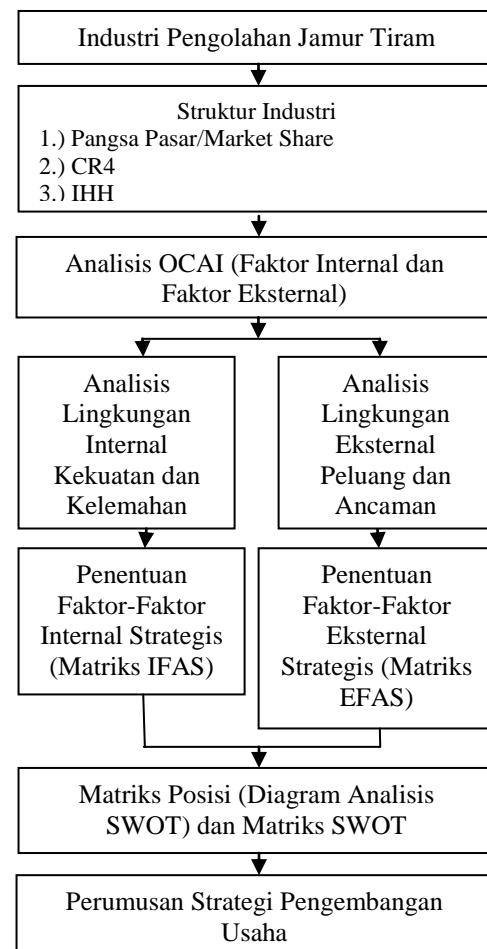 Industri Pengolahan Jamur Tiram
Struktur Industri
1.) Pangsa Pasar/Market Share
2.) CR4
3.) IHH
Analisis OCAI (Faktor Internal dan
Faktor Eksternal)
Analisis
Lingkungan
Internal
Kekuatan dan
Kelemahan
Analisis
Lingkungan
Eksternal
Peluang dan
Ancaman
Penentuan
Faktor-Faktor
Internal Strategis
(Matriks IFAS)
Penentuan
Faktor-Faktor
Eksternal
Strategis (Matriks
EFAS)
Matriks Posisi (Diagram Analisis
SWOT) dan Matriks SWOT
Perumusan Strategi Pengembangan
Usaha